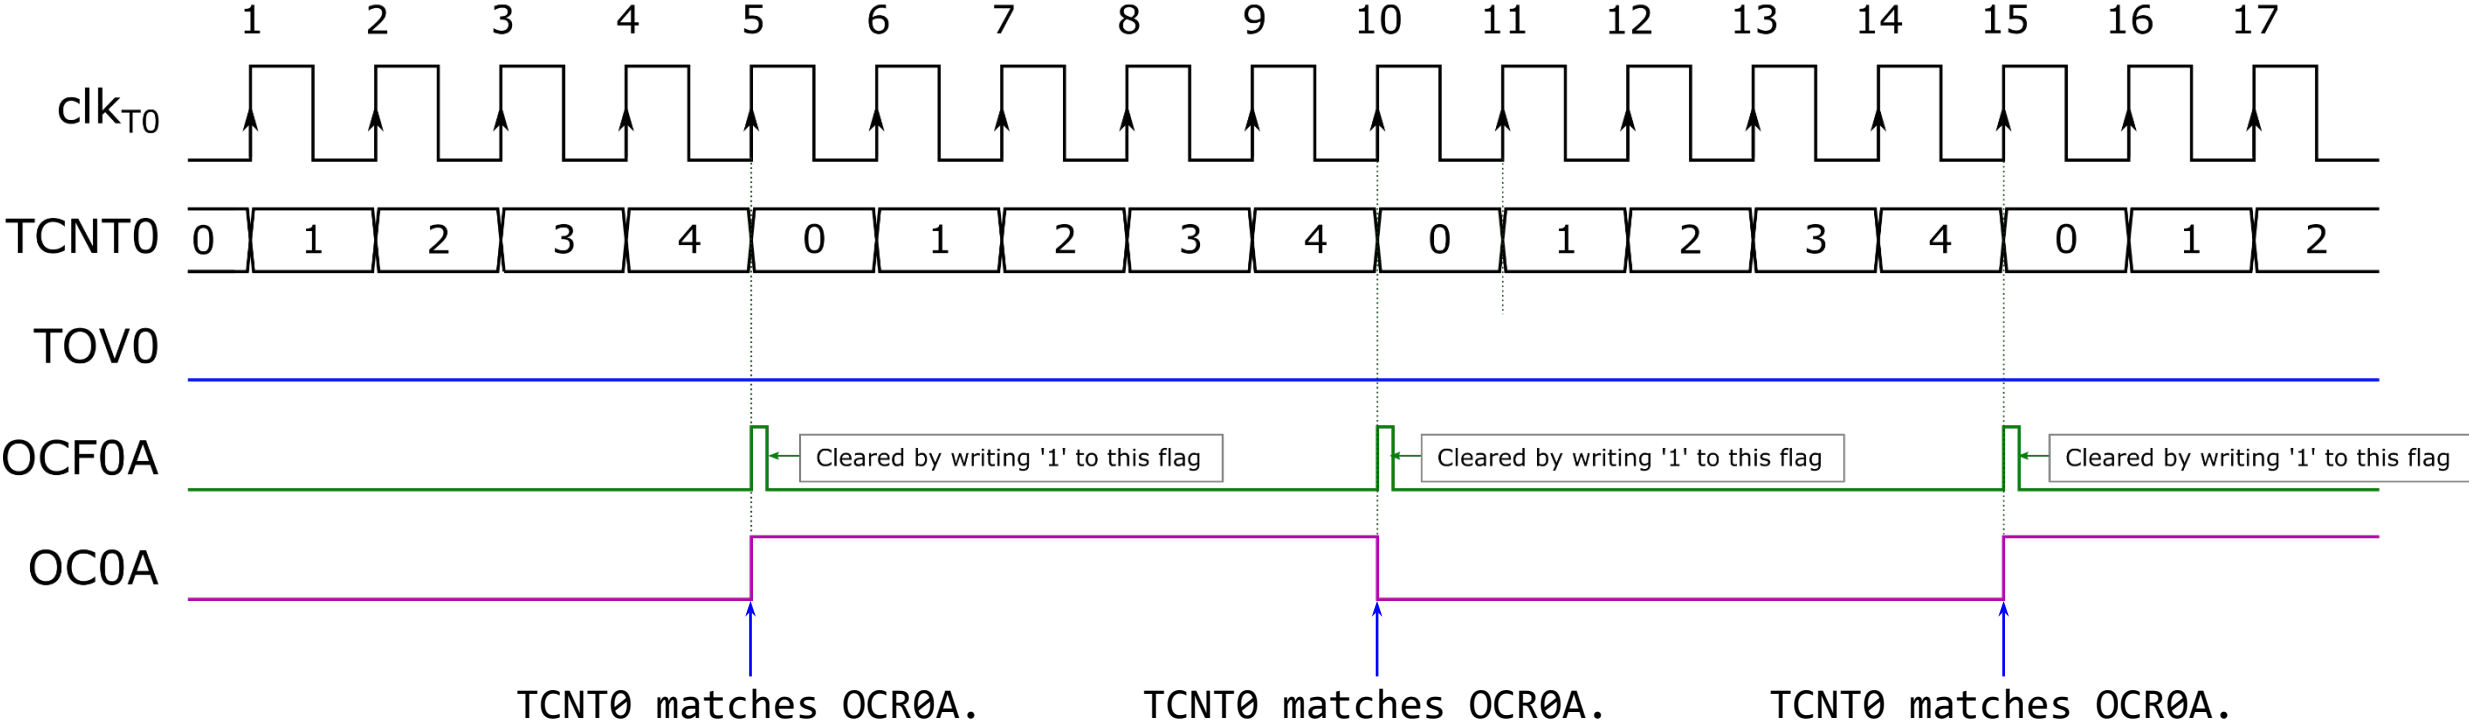 1 2 3 4 5 6 7 8 9 10 11 12 13 14 15 16 17
clkT0
TCNT0 0 1 2 3 4 0 1 2 3 4 0 1 2 3 4 0 1 2
TOV0
OCF0A Cleared by writing '1' to this flag Cleared by writing '1' to this flag Cleared by writing '1' to this flag
OC0A
TCNT0 matches OCR0A. TCNT0 matches OCR0A. TCNT0 matches OCR0A.